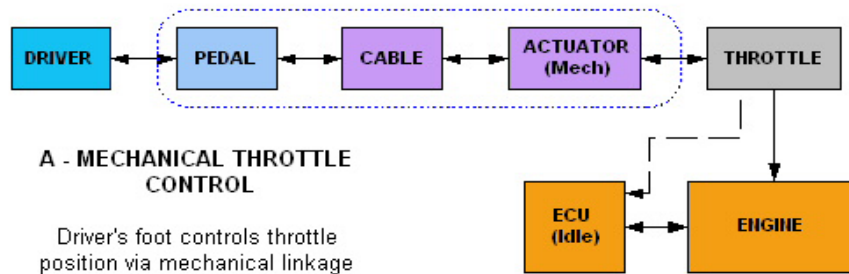 DRIVER
PEDAL
CABLE
ACTUATOR
(Mech)
THROTTLE
A - MECHANICAL THROTTLE
CONTROL
Driver's foot controls throttle
position via mechanical linkage
ECU
(Idle)
ENGINE